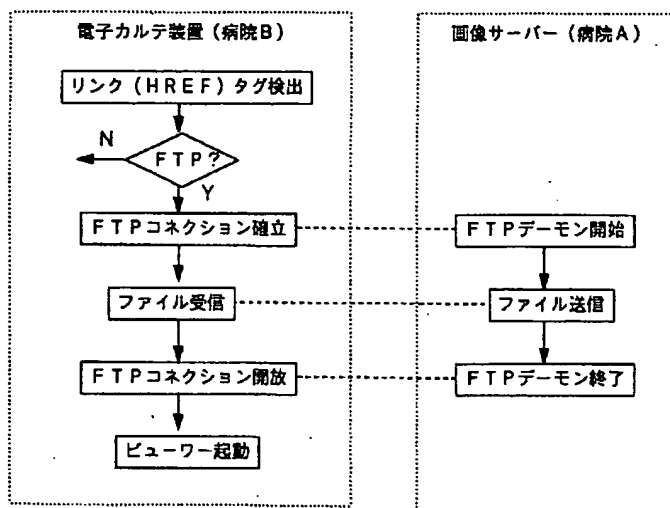 電子カルテ装置（病院B）
リンク（HREF）タグ検出
N
FTP？
Y
FTPコネクション確立
ファイル受信
FTPコネクション開放
ビューワー起動
画像サーバー（病院A）
FTPデーモン開始
ファイル送信
FTPデーモン終了